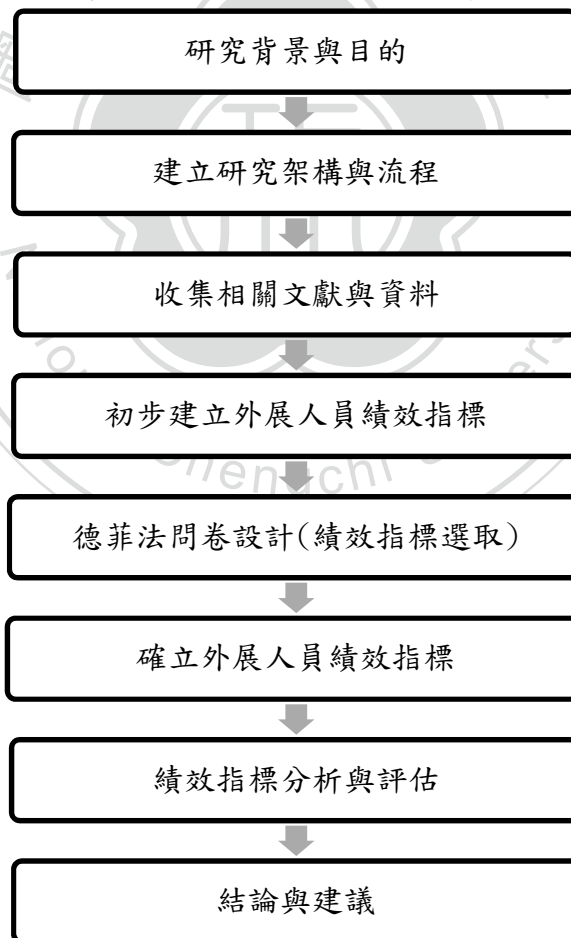 研究背景與目的
建立研究架構與流程
收集相關文獻與資料
初步建立外展人員績效指標
德菲法問卷設計(績效指標選取)
確立外展人員績效指標
績效指標分析與評估
結論與建議